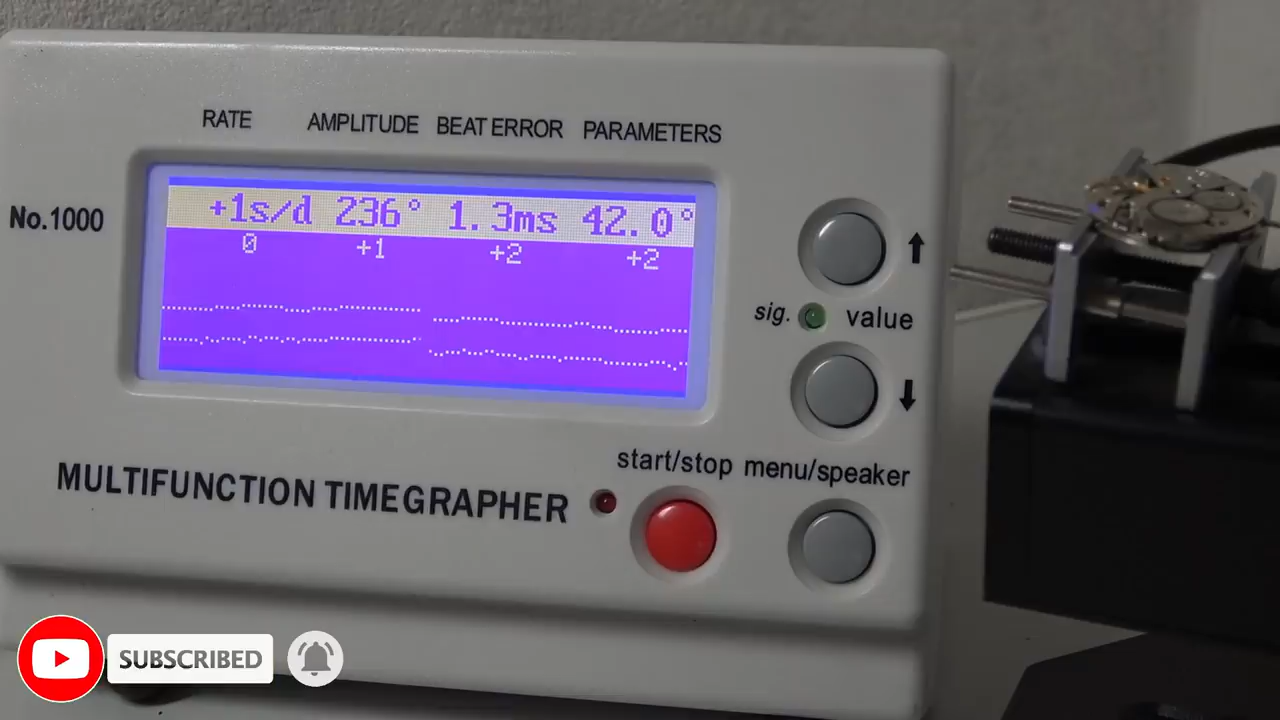 RATE AMPLITUDE BEAT ERROR PARAMETERS
No.1000
+1s/d 236° 1.3ms 42.0°
0 +1 +2 +2
sig. value
start/stop menu/speaker
MULTIFUNCTION TIMEGRAPHER
SUBSCRIBED